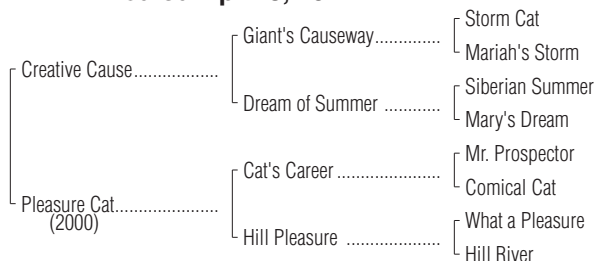 Storm Cat
Giant's Causeway..............
Mariah's Storm
Creative Cause..................
Siberian Summer
Dream of Summer ............
Mary's Dream
Mr. Prospector
Cat's Career ......................
Comical Cat
Pleasure Cat......................
(2000)
What a Pleasure
Hill Pleasure ....................
Hill River